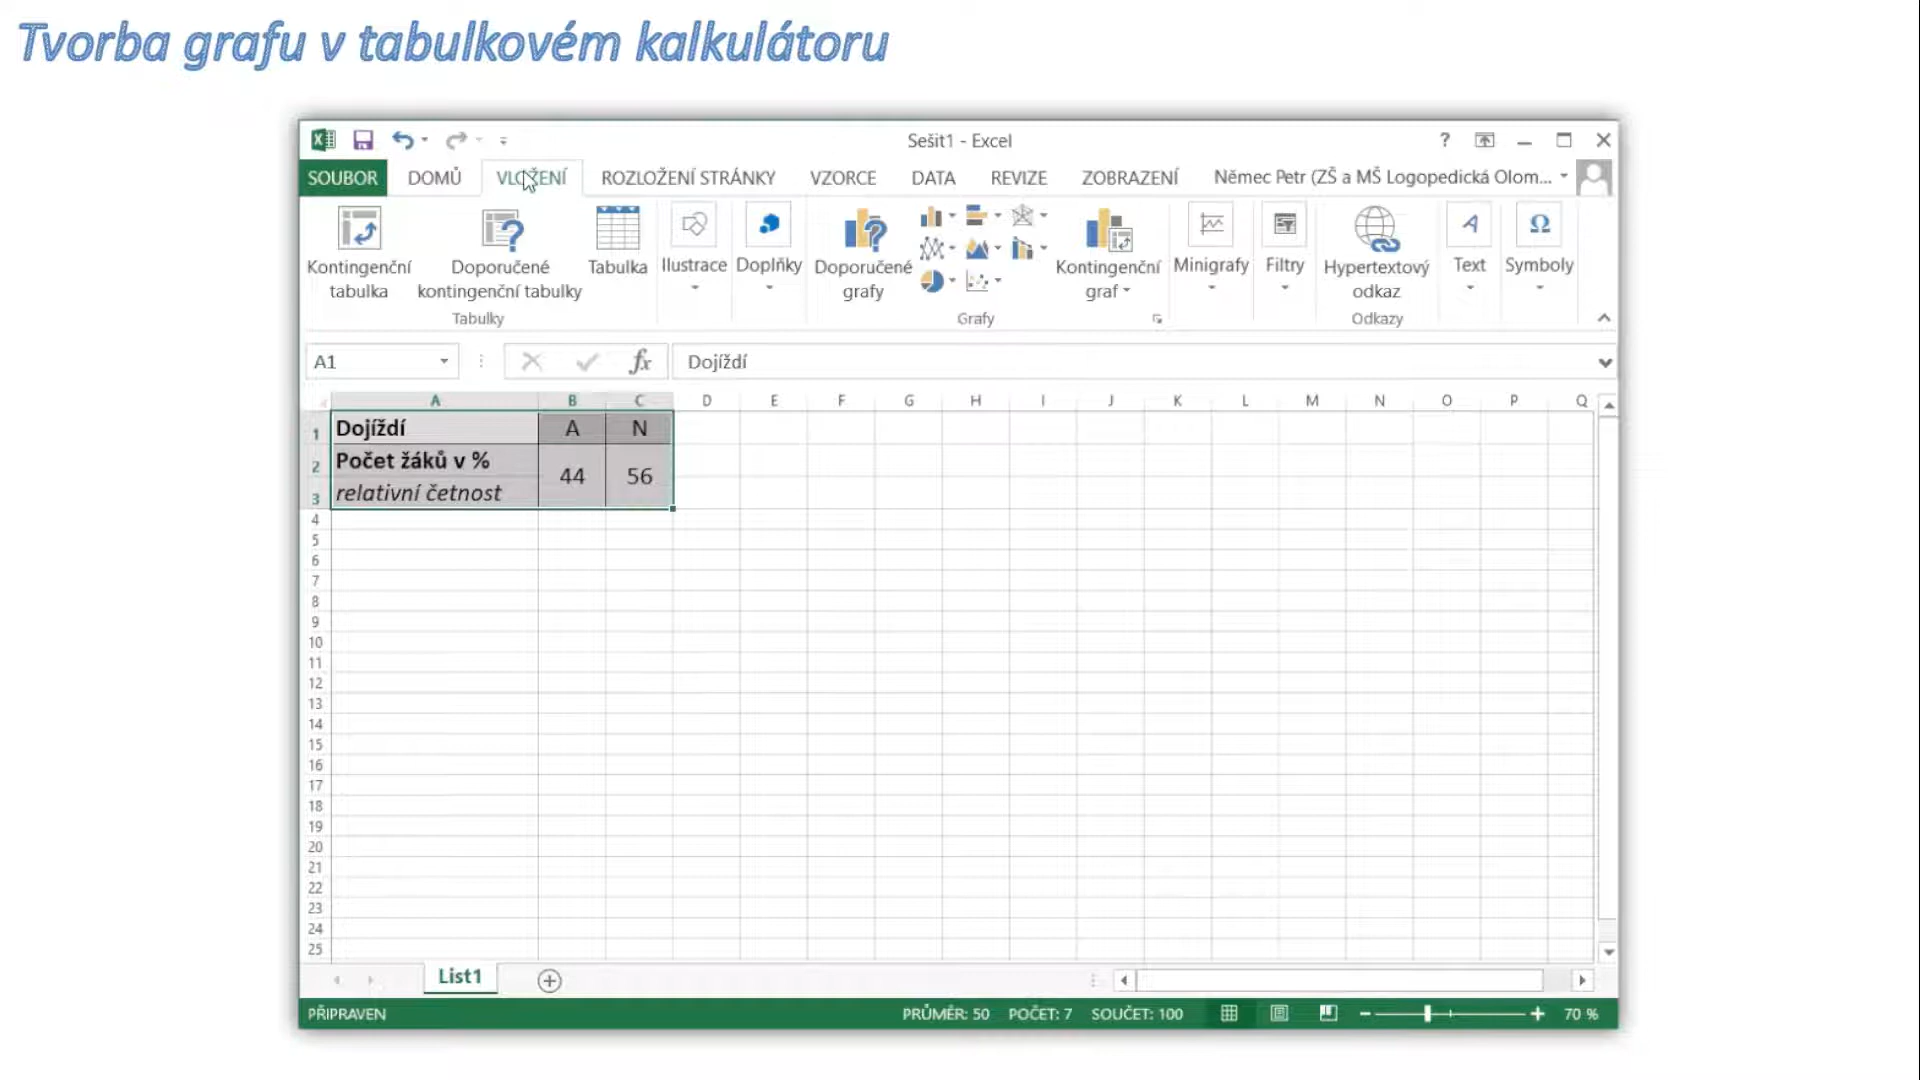 Tvorba grafu v tabulkovém kalkulátoru
Sešit1 - Excel
?
SOUBOR DOMŮ VLOŽENÍ ROZLOŽENÍ STRÁNKY VZORCE DATA REVIZE ZOBRAZENÍ Němec Petr (ZŠ a MŠ Logopedická Olom...
Kontingenční tabulka
Doporučené kontingenční tabulky
Tabulka
Ilustrace
Doplňky
Doporučené grafy
Kontingenční graf
Minigrafy
Filtry
Hypertextový odkaz
Text
Symboly
Tabulky
Grafy
Odkazy
A1
fx
Dojíždí
A B C D E F G H I J K L M N O P Q
1 Dojíždí A N
2 Počet žáků v % 44 56
3 relativní četnost
4
5
6
7
8
9
10
11
12
13
14
15
16
17
18
19
20
21
22
23
24
25
List1
PŘIPRAVEN PRŮMĚR: 50 POČET: 7 SOUČET: 100 70 %